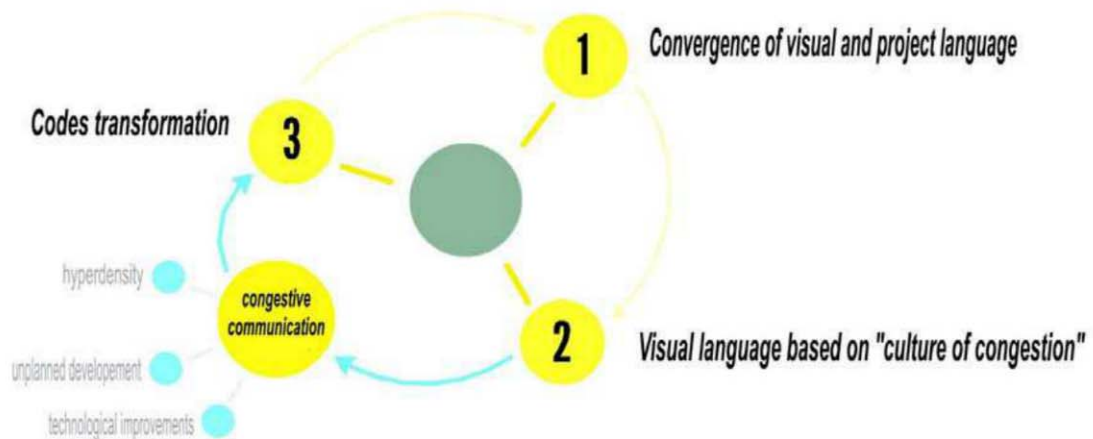 1
Convergence of visual and project language
Codes transformation
3
hyperdensity
congestive
communication
2
Visual language based on "culture of congestion"
unplanned developement
technological improvements